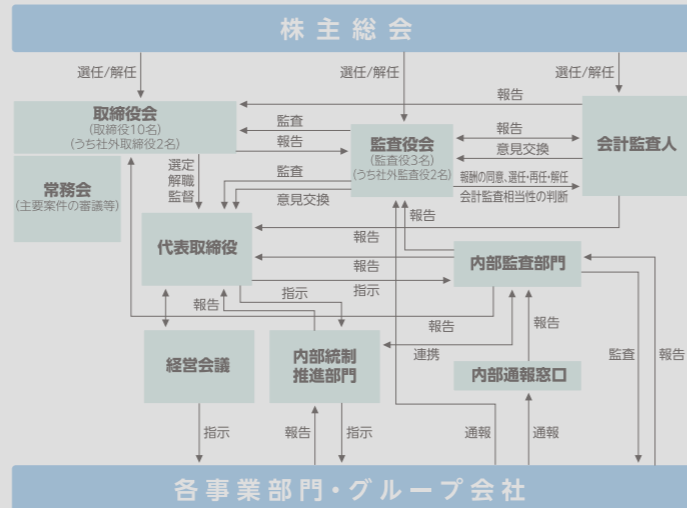 株主総会
選任/解任
選任/解任
選任/解任
取締役会
(取締役10名)
(うち社外取締役2名)
監査
報告
報告
監査役会
(監査役3名)
(うち社外監査役2名)
報告
意見交換
会計監査人
常務会
(主要案件の審議等)
選定
解職
監督
監査
意見交換
報酬の同意、選任・再任・解任
会計監査相当性の判断
報告
代表取締役
報告
報告
指示
内部監査部門
報告
指示
報告
連携
報告
監査
報告
経営会議
内部統制
推進部門
内部通報窓口
指示
報告
指示
通報
通報
各事業部門・グループ会社